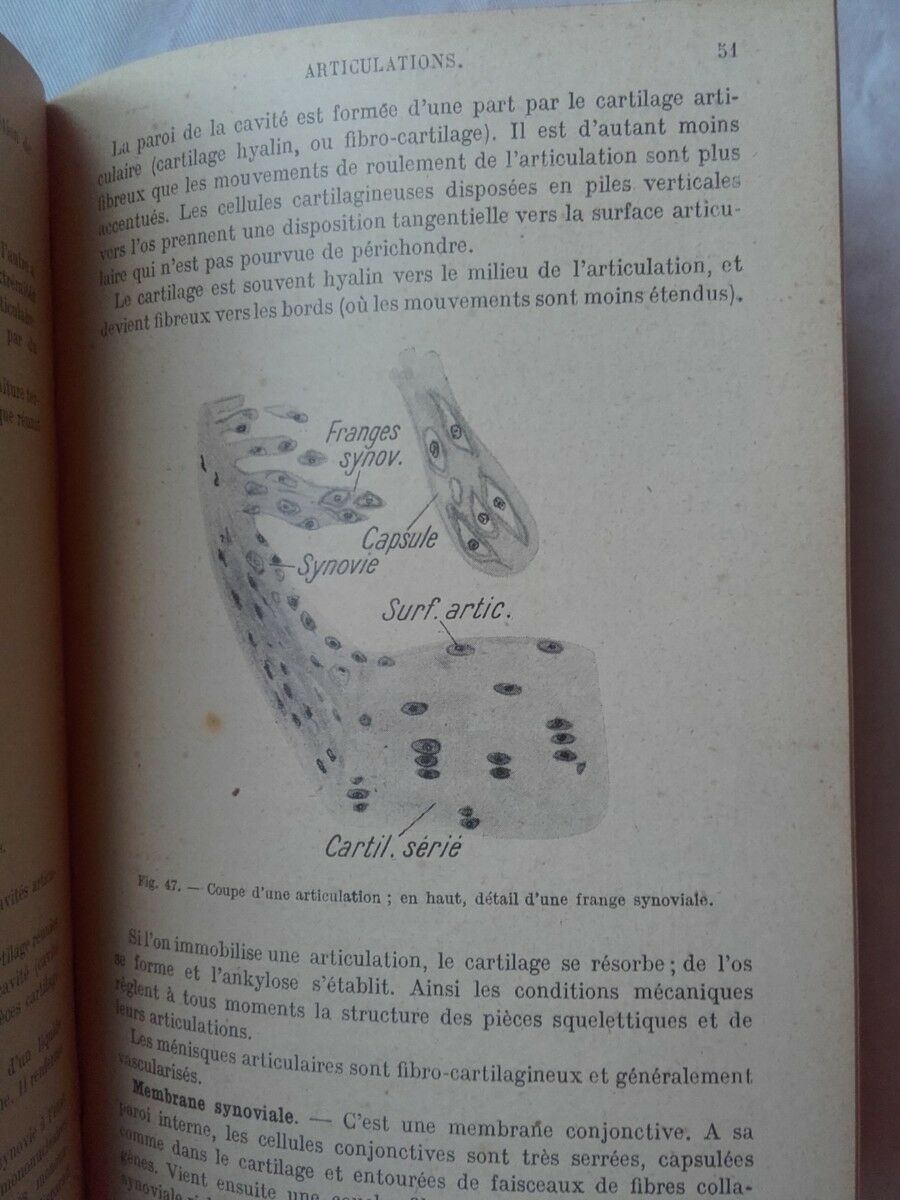 ARTICULATIONS.
51
La paroi de la cavité est formée d'une part par le cartilage arti-
culaire (cartilage hyalin, ou fibro-cartilage). Il est d'autant moins
fibreux que les mouvements de roulement de l'articulation sont plus
accentués. Les cellules cartilagineuses disposées en piles verticales
vers l'os prennent une disposition tangentielle vers la surface articu-
laire qui n'est pas pourvue de périchondre.
Le cartilage est souvent hyalin vers le milieu de l'articulation, et
devient fibreux vers les bords (où les mouvements sont moins étendus).
Franges
synov.
Capsule
Synovie
Surf. artic.
Cartil. sérié
Fig. 47. — Coupe d'une articulation ; en haut, détail d'une frange synoviale.
Si l'on immobilise une articulation, le cartilage se résorbe ; de l'os
se forme et l'ankylose s'établit. Ainsi les conditions mécaniques
règlent à tous moments la structure des pièces squelettiques et de
leurs articulations.
Les ménisques articulaires sont fibro-cartilagineux et généralement
vascularisés.
Membrane synoviale. — C'est une membrane conjonctive. A sa
paroi interne, les cellules conjonctives sont très serrées, capsulées
comme dans le cartilage et entourées de faisceaux de fibres colla-
gènes. Vient ensuite une
synoviale